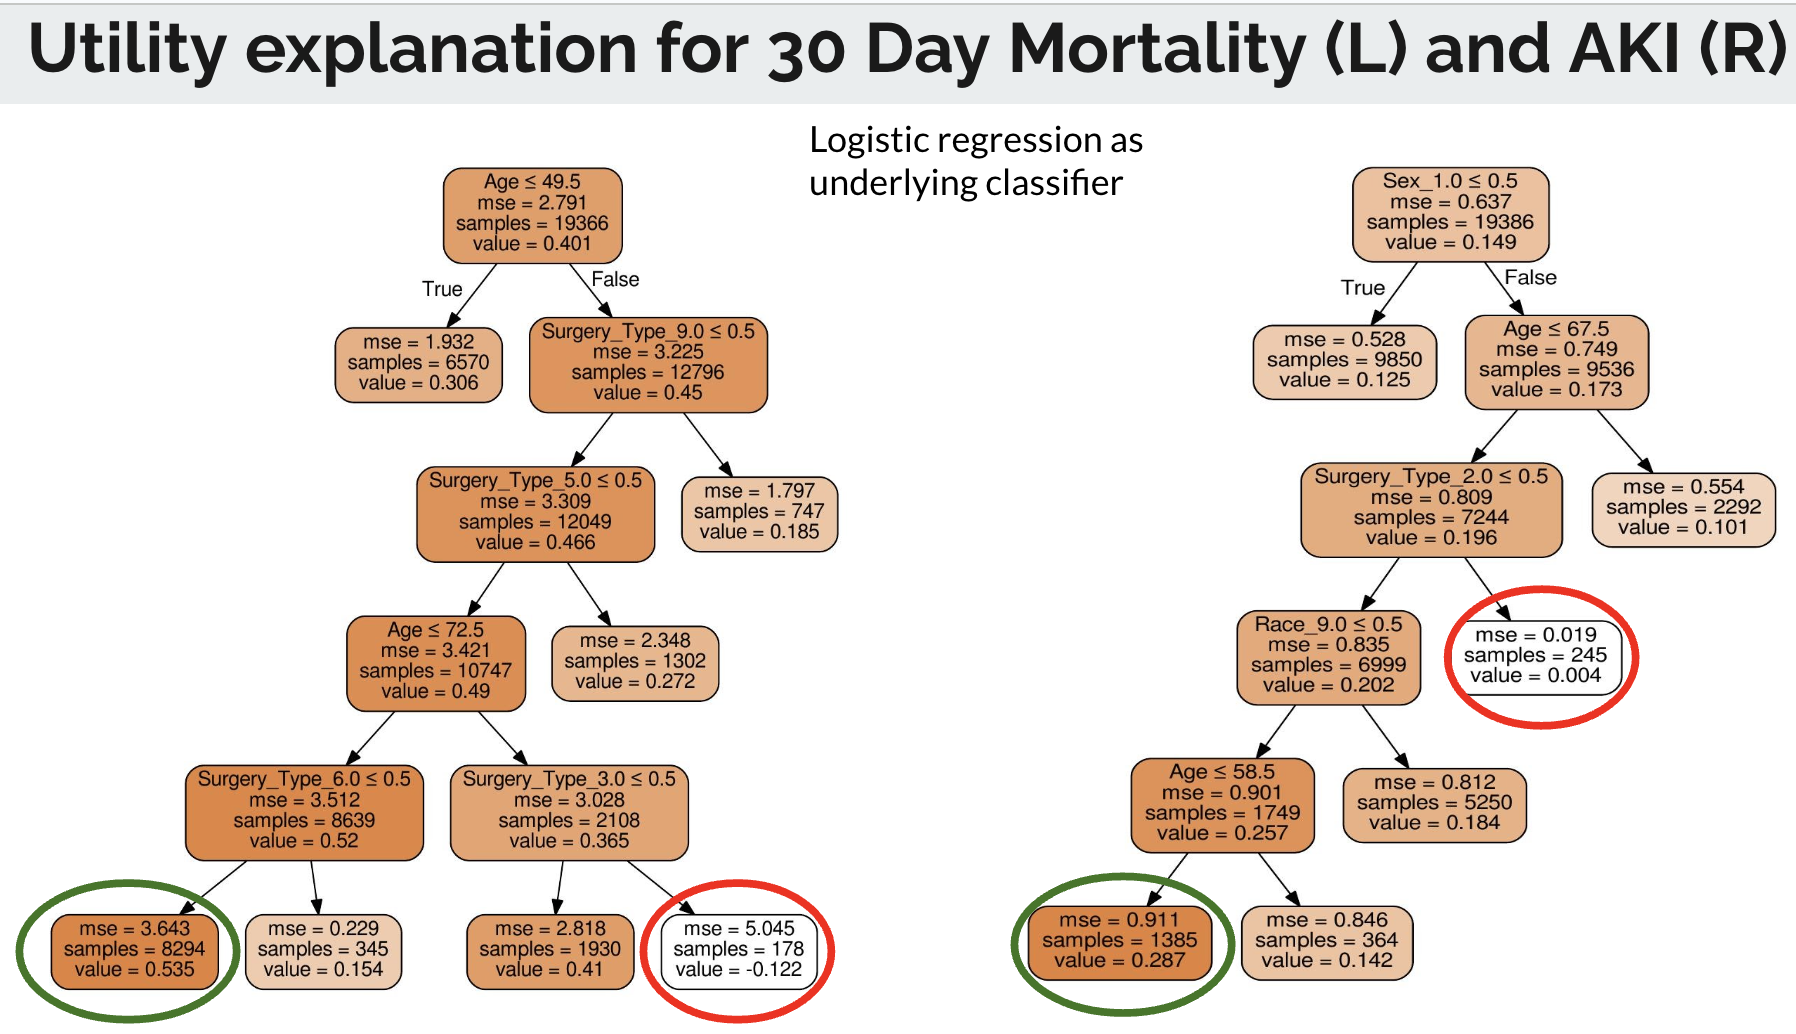 Utility explanation for 30 Day Mortality (L) and AKI (R)
Logistic regression as
underlying classifier
Age ≤ 49.5
mse = 2.791
samples = 19366
value = 0.401
True
False
mse = 1.932
samples = 6570
value = 0.306
Surgery_Type_9.0 ≤ 0.5
mse = 3.225
samples = 12796
value = 0.45
Surgery_Type_5.0 ≤ 0.5
mse = 3.309
samples = 12049
value = 0.466
mse = 1.797
samples = 747
value = 0.185
Age ≤ 72.5
mse = 3.421
samples = 10747
value = 0.49
mse = 2.348
samples = 1302
value = 0.272
Surgery_Type_6.0 ≤ 0.5
mse = 3.512
samples = 8639
value = 0.52
Surgery_Type_3.0 ≤ 0.5
mse = 3.028
samples = 2108
value = 0.365
mse = 3.643
samples = 8294
value = 0.535
mse = 0.229
samples = 345
value = 0.154
mse = 2.818
samples = 1930
value = 0.41
mse = 5.045
samples = 178
value = -0.122
Sex_1.0 ≤ 0.5
mse = 0.637
samples = 19386
value = 0.149
True
False
mse = 0.528
samples = 9850
value = 0.125
Age ≤ 67.5
mse = 0.749
samples = 9536
value = 0.173
Surgery_Type_2.0 ≤ 0.5
mse = 0.809
samples = 7244
value = 0.196
mse = 0.554
samples = 2292
value = 0.101
Race_9.0 ≤ 0.5
mse = 0.835
samples = 6999
value = 0.202
mse = 0.019
samples = 245
value = 0.004
Age ≤ 58.5
mse = 0.901
samples = 1749
value = 0.257
mse = 0.812
samples = 5250
value = 0.184
mse = 0.911
samples = 1385
value = 0.287
mse = 0.846
samples = 364
value = 0.142